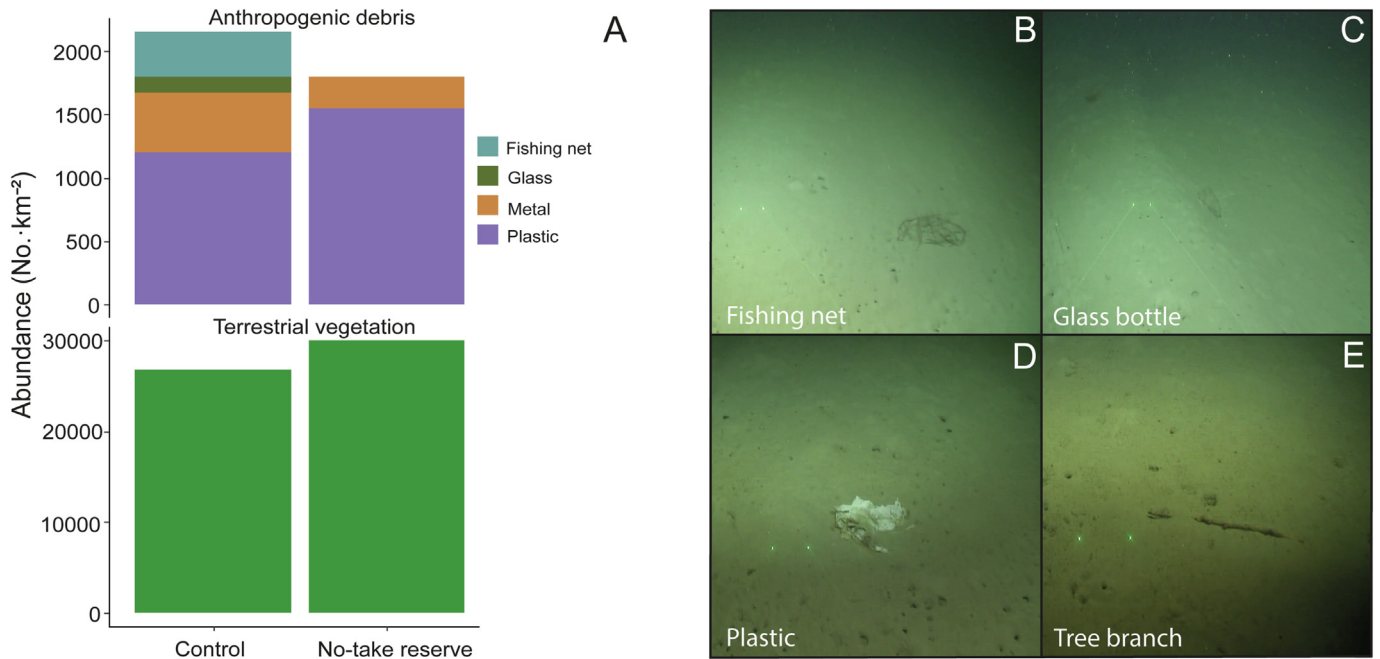 Anthropogenic debris
A
Abundance (No.·km⁻²)
2000
1500
1000
500
0
Fishing net
Glass
Metal
Plastic
Terrestrial vegetation
30000
20000
10000
0
Control
No-take reserve
B
Fishing net
C
Glass bottle
D
Plastic
E
Tree branch